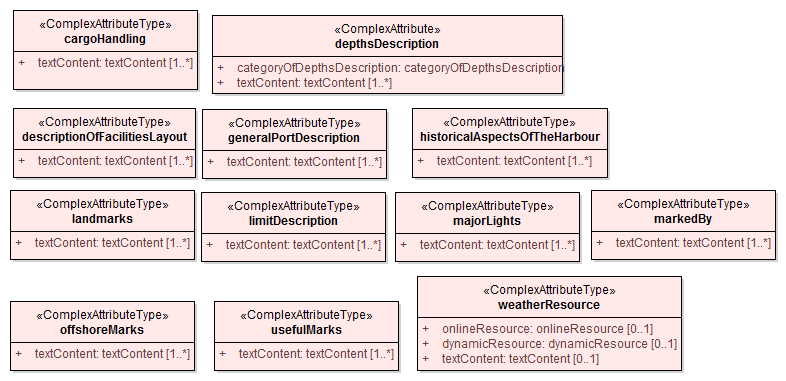 «ComplexAttributeType»
cargoHandling
+ textContent: textContent [1..*]
«ComplexAttribute»
depthsDescription
+ categoryOfDepthsDescription: categoryOfDepthsDescription
+ textContent: textContent [1..*]
«ComplexAttributeType»
descriptionOfFacilitiesLayout
+ textContent: textContent [1..*]
«ComplexAttributeType»
generalPortDescription
+ textContent: textContent [1..*]
«ComplexAttributeType»
historicalAspectsOfTheHarbour
+ textContent: textContent [1..*]
«ComplexAttributeType»
landmarks
+ textContent: textContent [1..*]
«ComplexAttributeType»
limitDescription
+ textContent: textContent [1..*]
«ComplexAttributeType»
majorLights
+ textContent: textContent [1..*]
«ComplexAttributeType»
markedBy
+ textContent: textContent [1..*]
«ComplexAttributeType»
offshoreMarks
+ textContent: textContent [1..*]
«ComplexAttributeType»
usefulMarks
+ textContent: textContent [1..*]
«ComplexAttributeType»
weatherResource
+ onlineResource: onlineResource [0..1]
+ dynamicResource: dynamicResource [0..1]
+ textContent: textContent [0..1]